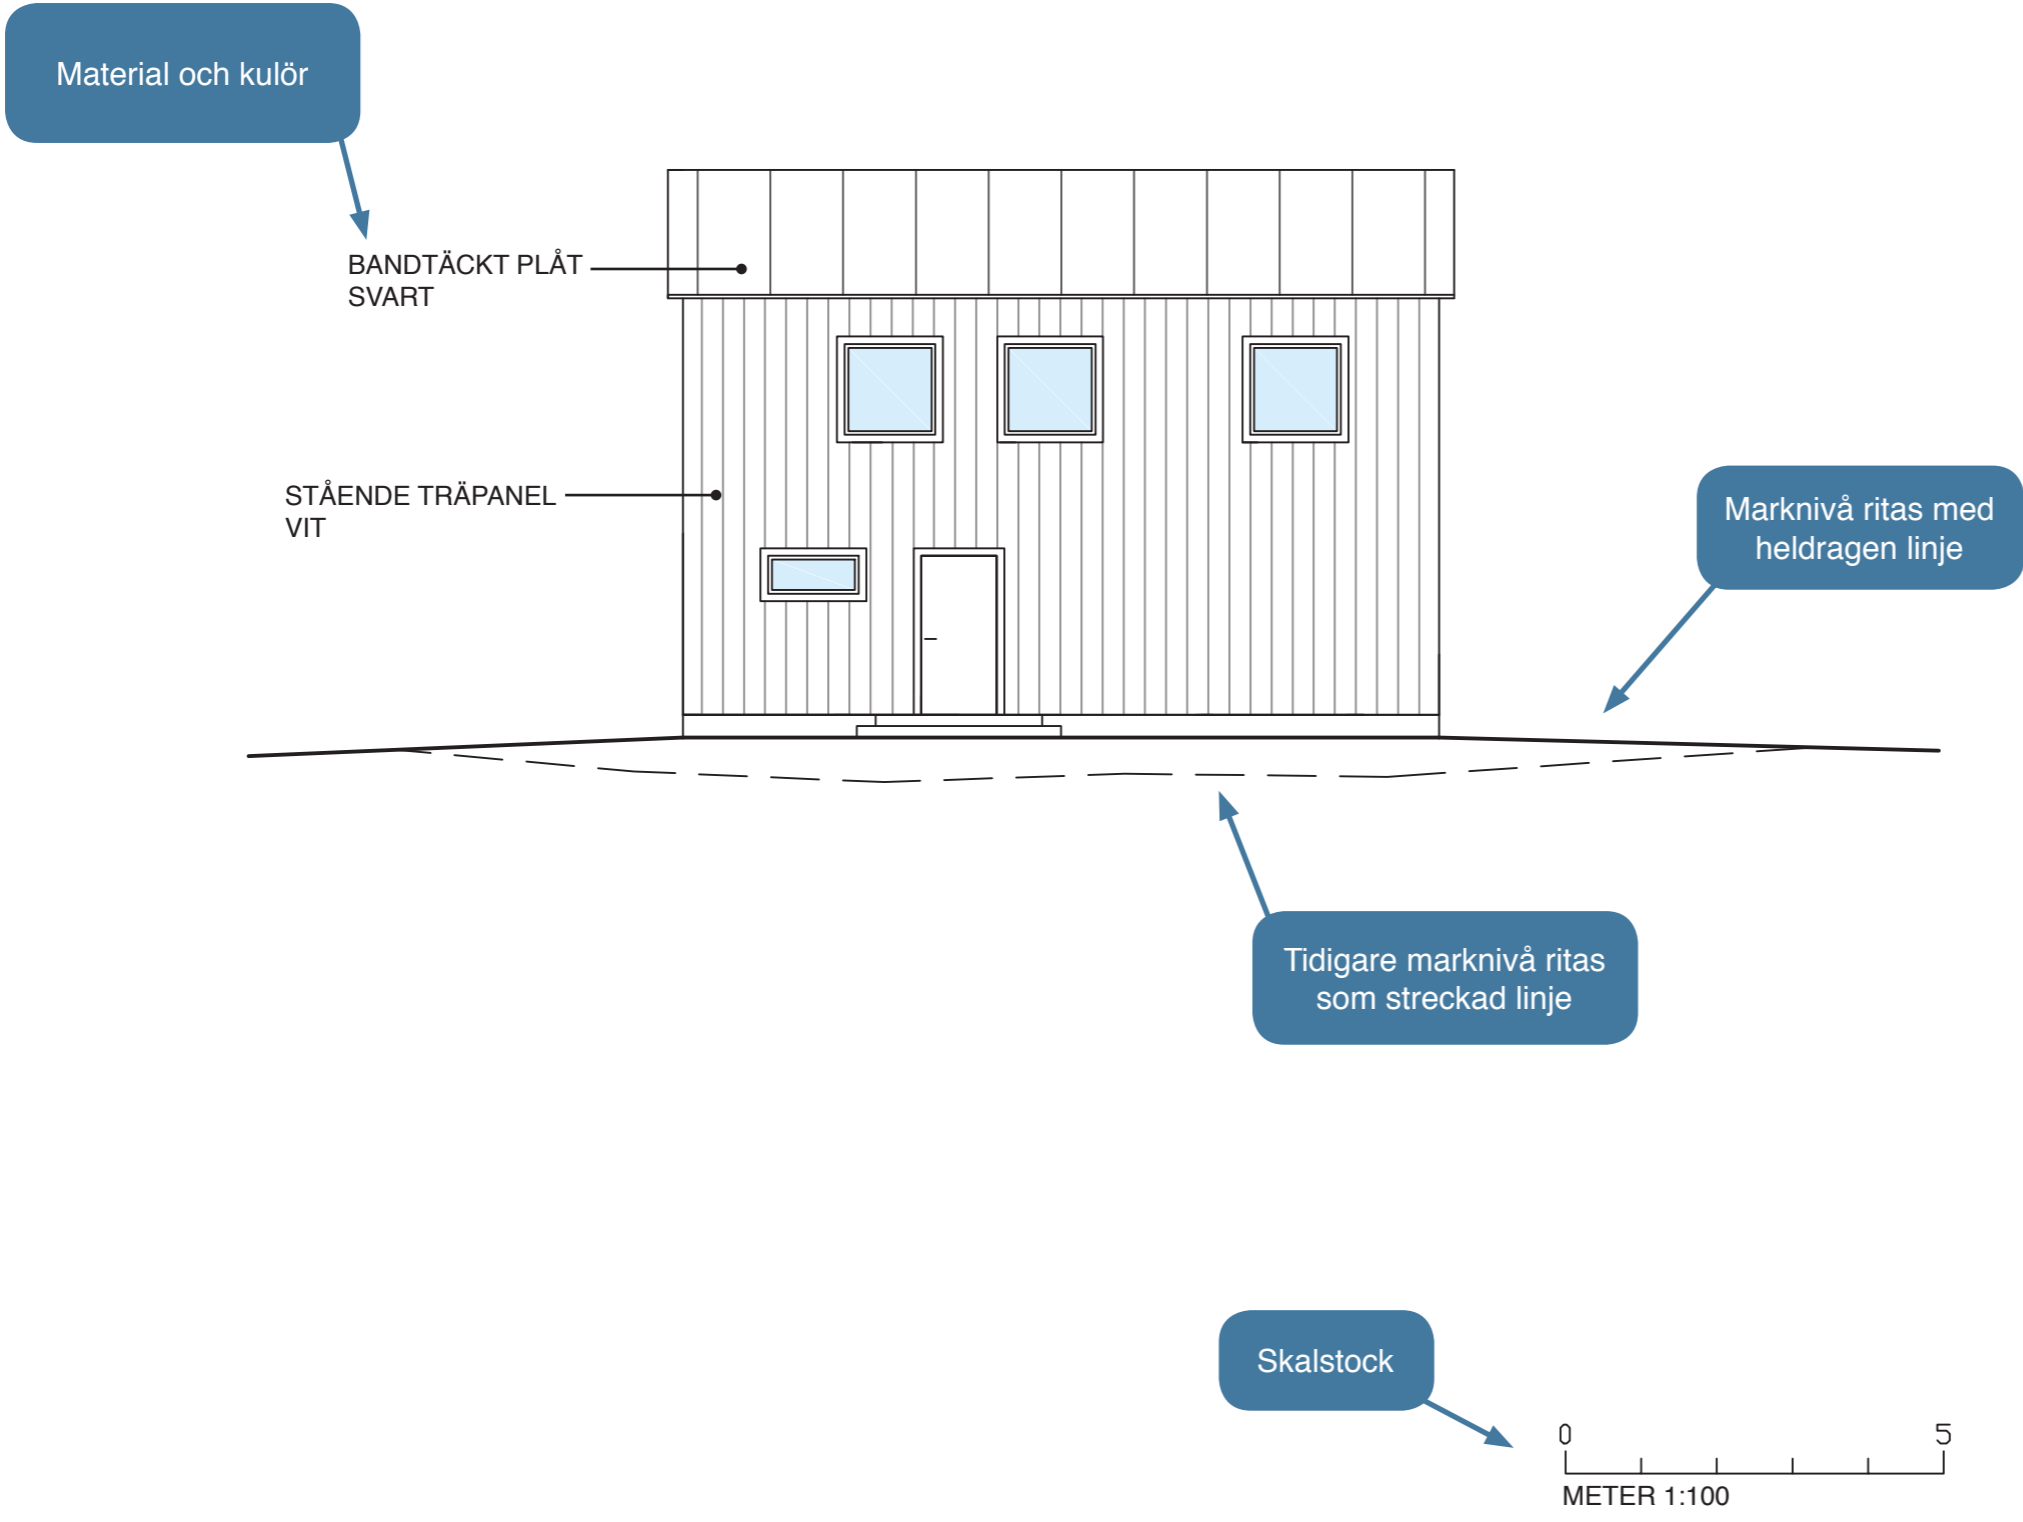 Material och kulör
BANDTÄCKT PLÅT
SVART
STÅENDE TRÄPANEL
VIT
Marknivå ritas med
heldragen linje
Tidigare marknivå ritas
som streckad linje
Skalstock
0 5
METER 1:100